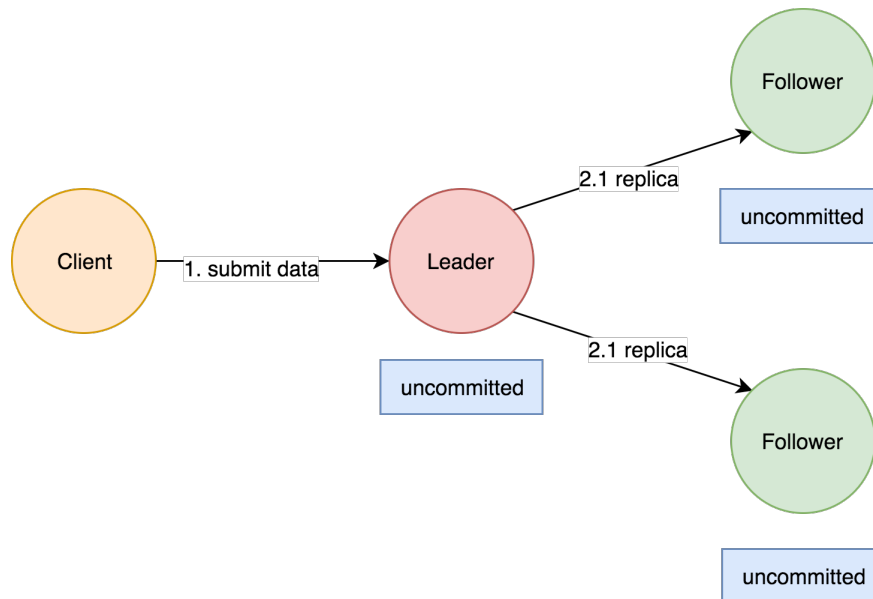 Follower
2.1 replica
uncommitted
Client
1. submit data
Leader
2.1 replica
uncommitted
Follower
uncommitted